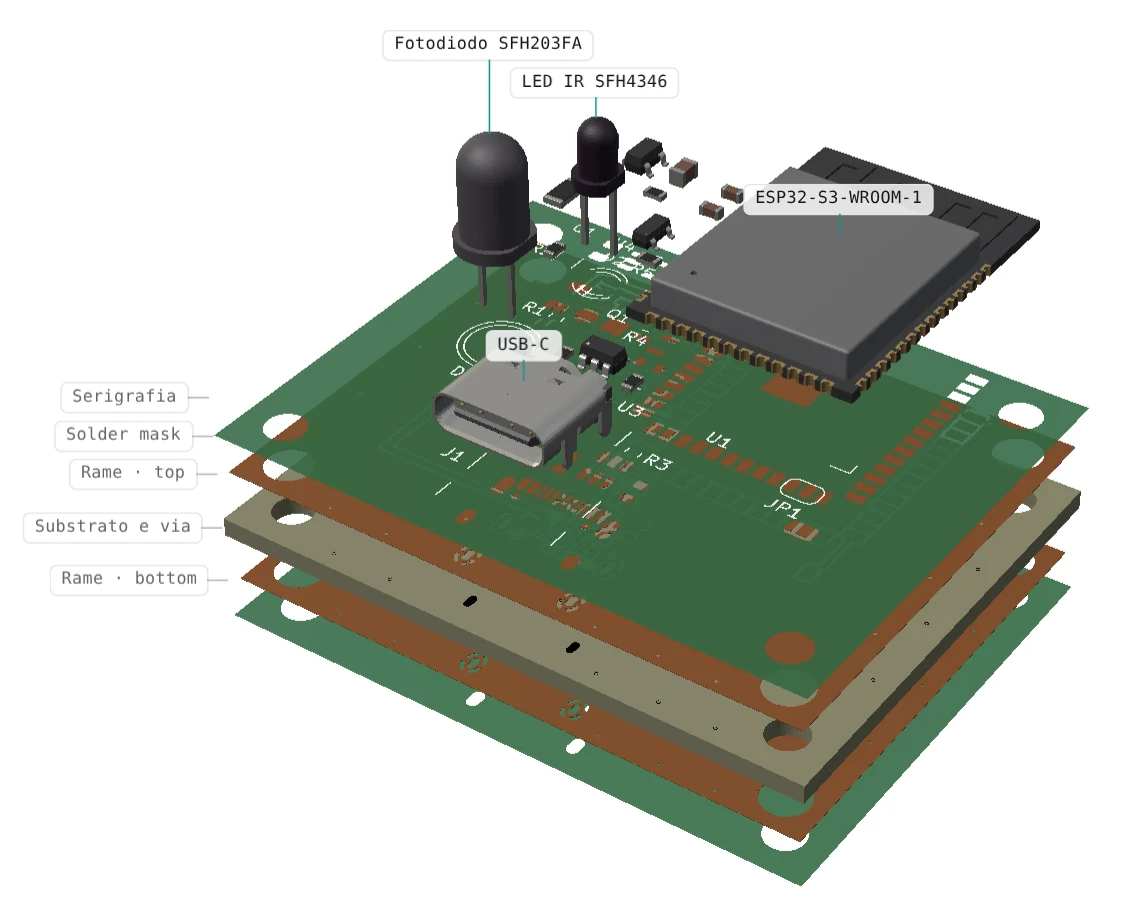 Fotodiodo SFH203FA
LED IR SFH4346
ESP32-S3-WROOM-1
USB-C
Serigrafia
Solder mask
Rame · top
Substrato e via
Rame · bottom
R1
R4
U3
U1
J1
R3
JP1